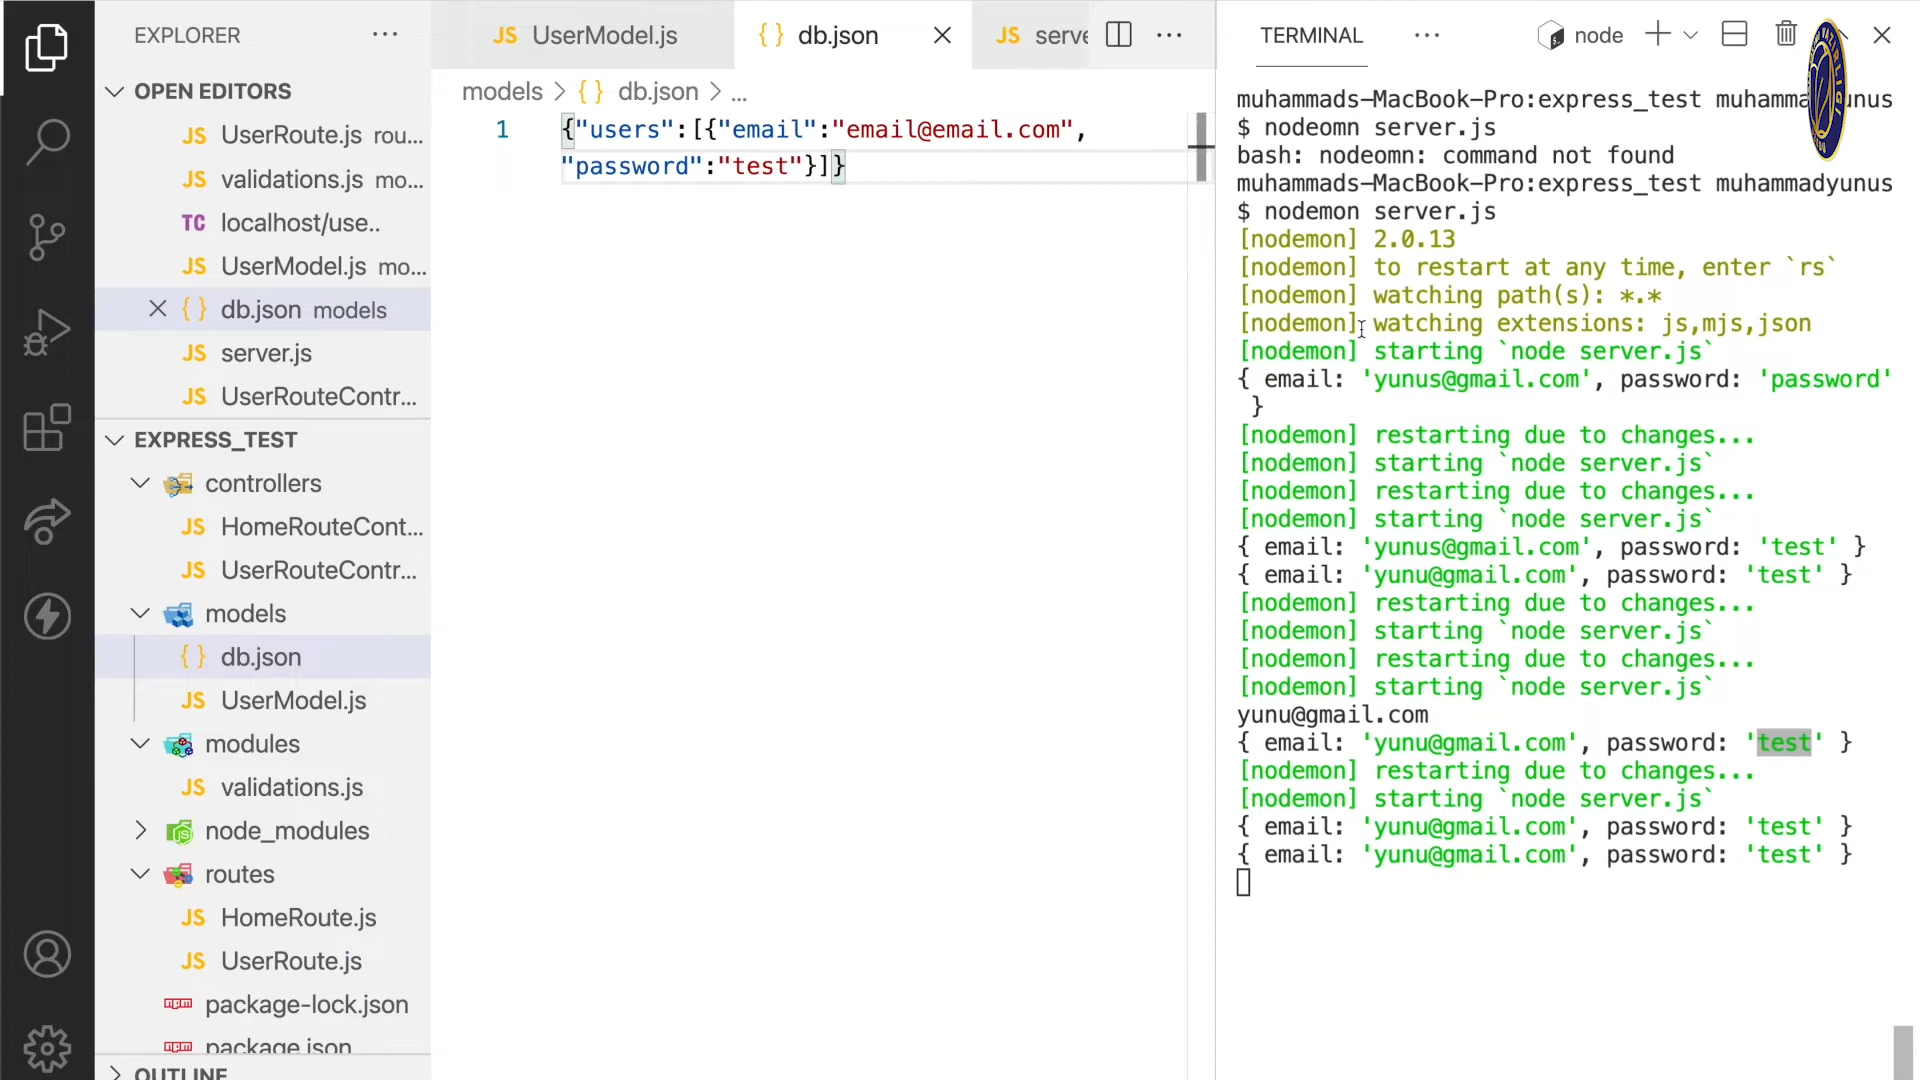 EXPLORER
OPEN EDITORS
JS UserRoute.js rou...
JS validations.js mo...
TC localhost/use..
JS UserModel.js mo...
{ } db.json models
JS server.js
JS UserRouteContr...
EXPRESS_TEST
controllers
JS HomeRouteCont...
JS UserRouteContr...
models
{ } db.json
JS UserModel.js
modules
JS validations.js
node_modules
routes
JS HomeRoute.js
JS UserRoute.js
package-lock.json
package.json
OUTLINE
JS UserModel.js
{ } db.json
JS serve
models > { } db.json > ...
1 {"users":[{"email":"email@email.com",
"password":"test"}]}
TERMINAL
node
muhammads-MacBook-Pro:express_test muhammadyunus
$ nodeomn server.js
bash: nodeomn: command not found
muhammads-MacBook-Pro:express_test muhammadyunus
$ nodemon server.js
[nodemon] 2.0.13
[nodemon] to restart at any time, enter `rs`
[nodemon] watching path(s): *.*
[nodemon] watching extensions: js,mjs,json
[nodemon] starting `node server.js`
{ email: 'yunus@gmail.com', password: 'password'
}
[nodemon] restarting due to changes...
[nodemon] starting `node server.js`
[nodemon] restarting due to changes...
[nodemon] starting `node server.js`
{ email: 'yunus@gmail.com', password: 'test' }
{ email: 'yunu@gmail.com', password: 'test' }
[nodemon] restarting due to changes...
[nodemon] starting `node server.js`
[nodemon] restarting due to changes...
[nodemon] starting `node server.js`
yunu@gmail.com
{ email: 'yunu@gmail.com', password: 'test' }
[nodemon] restarting due to changes...
[nodemon] starting `node server.js`
{ email: 'yunu@gmail.com', password: 'test' }
{ email: 'yunu@gmail.com', password: 'test' }